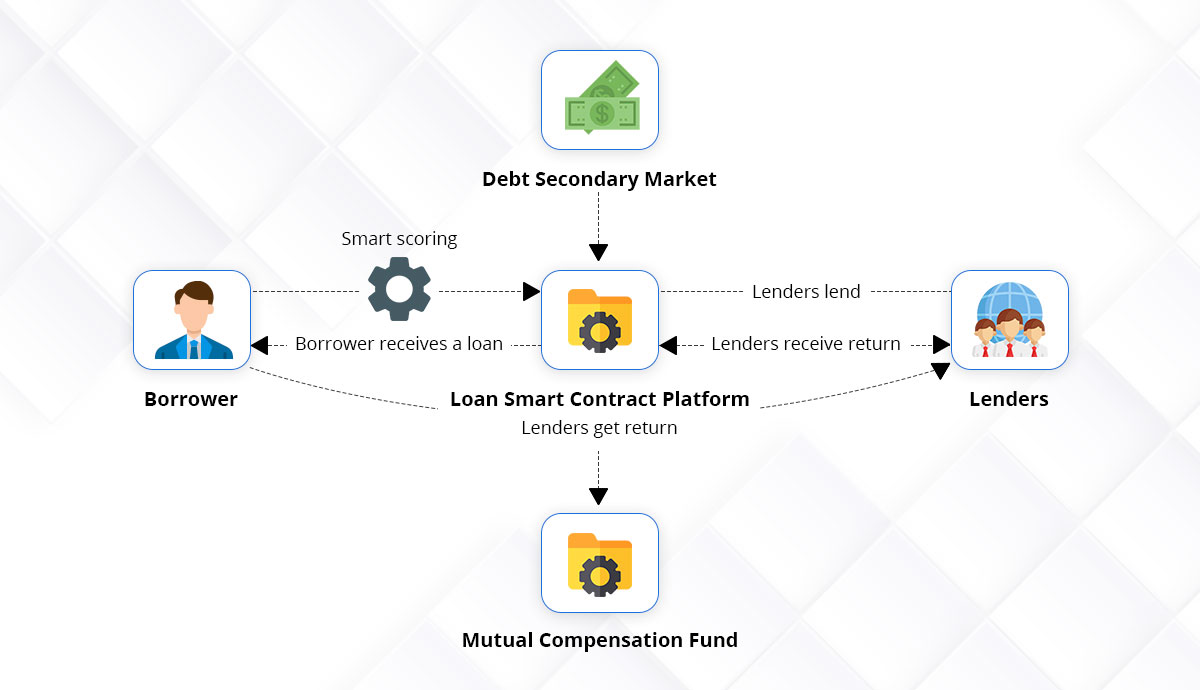 Debt Secondary Market
Smart scoring
Lenders lend
Borrower receives a loan
Lenders receive return
Borrower
Loan Smart Contract Platform
Lenders
Lenders get return
Mutual Compensation Fund